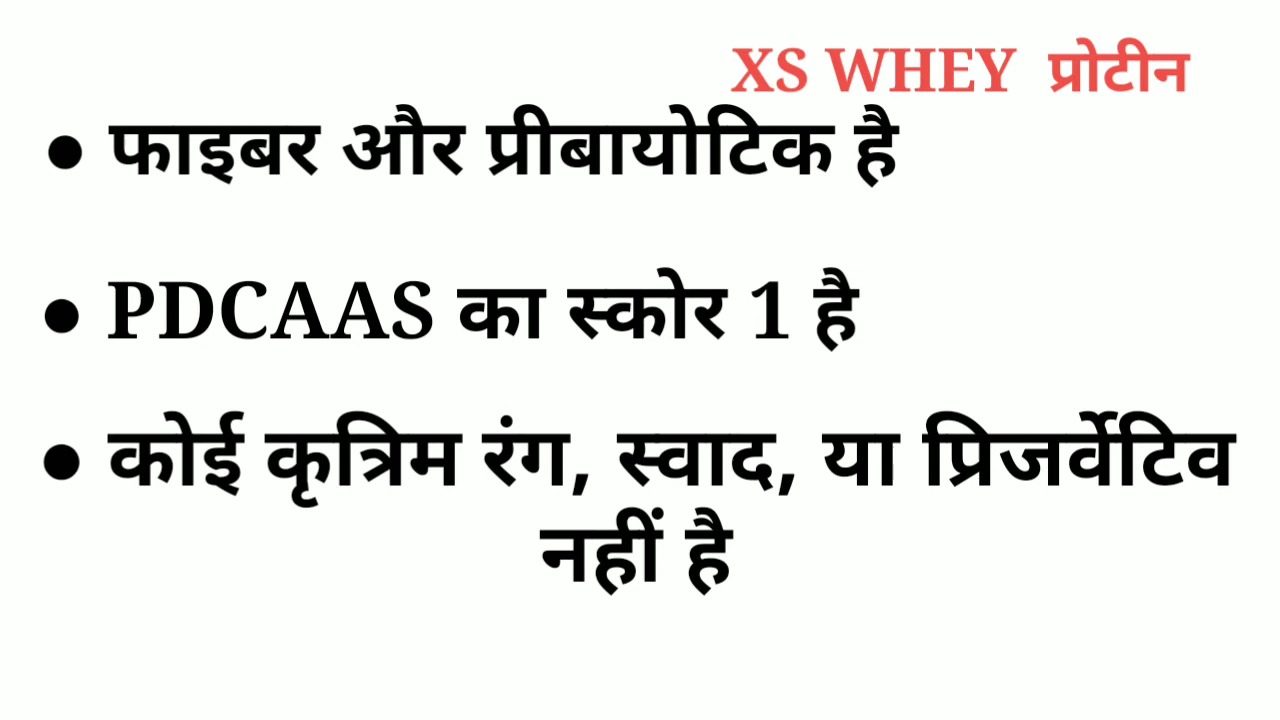 XS WHEY प्रोटीन
• फाइबर और प्रीबायोटिक है
• PDCAAS का स्कोर 1 है
• कोई कृत्रिम रंग, स्वाद, या प्रिजर्वेटिव
नहीं है